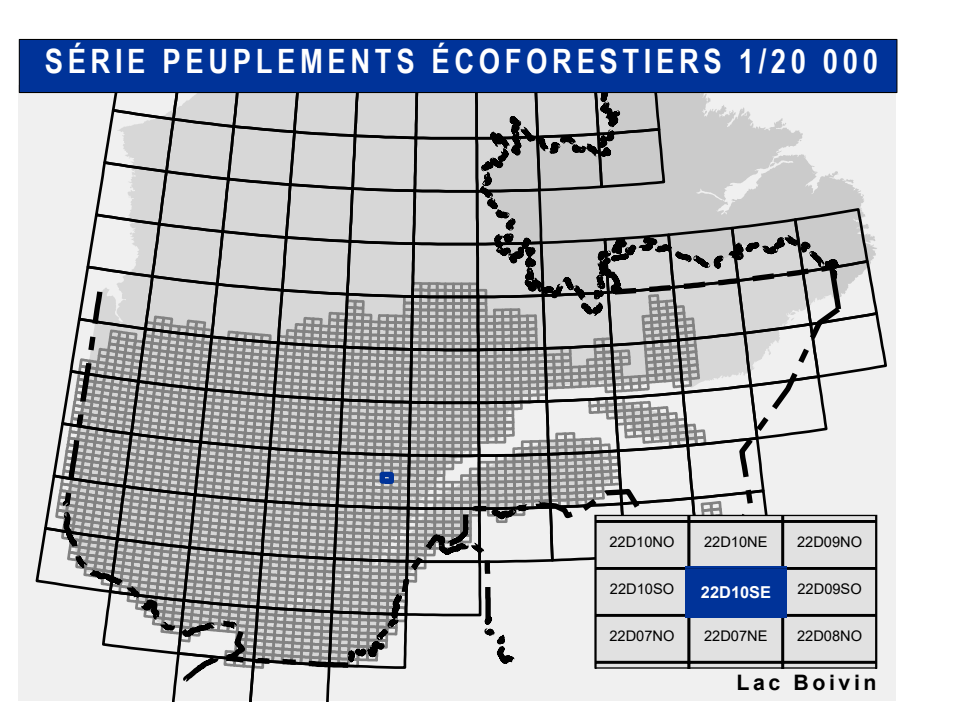 SÉRIE PEUPLEMENTS ÉCOFORESTIERS 1/20 000
22D10NO 22D10NE 22D09NO
22D10SO 22D10SE 22D09SO
22D07NO 22D07NE 22D08NO
Lac Boivin